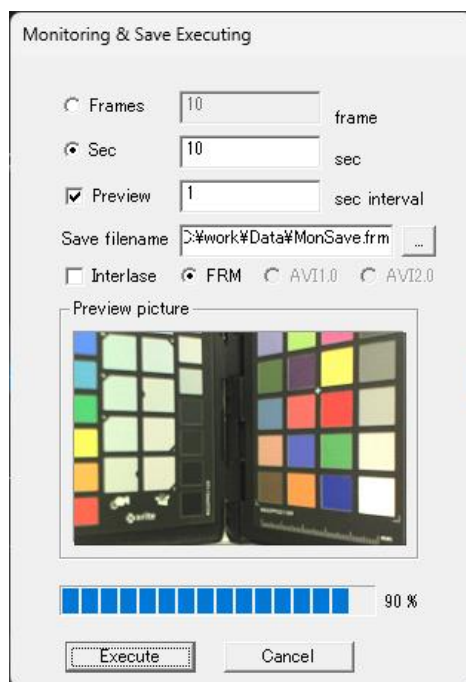 Monitoring & Save Executing
Frames 10 frame
Sec 10 sec
Preview 1 sec interval
Save filename :¥work¥Data¥MonSave.frm ...
Interlase FRM AVI1.0 AVI2.0
Preview picture
90 %
Execute Cancel